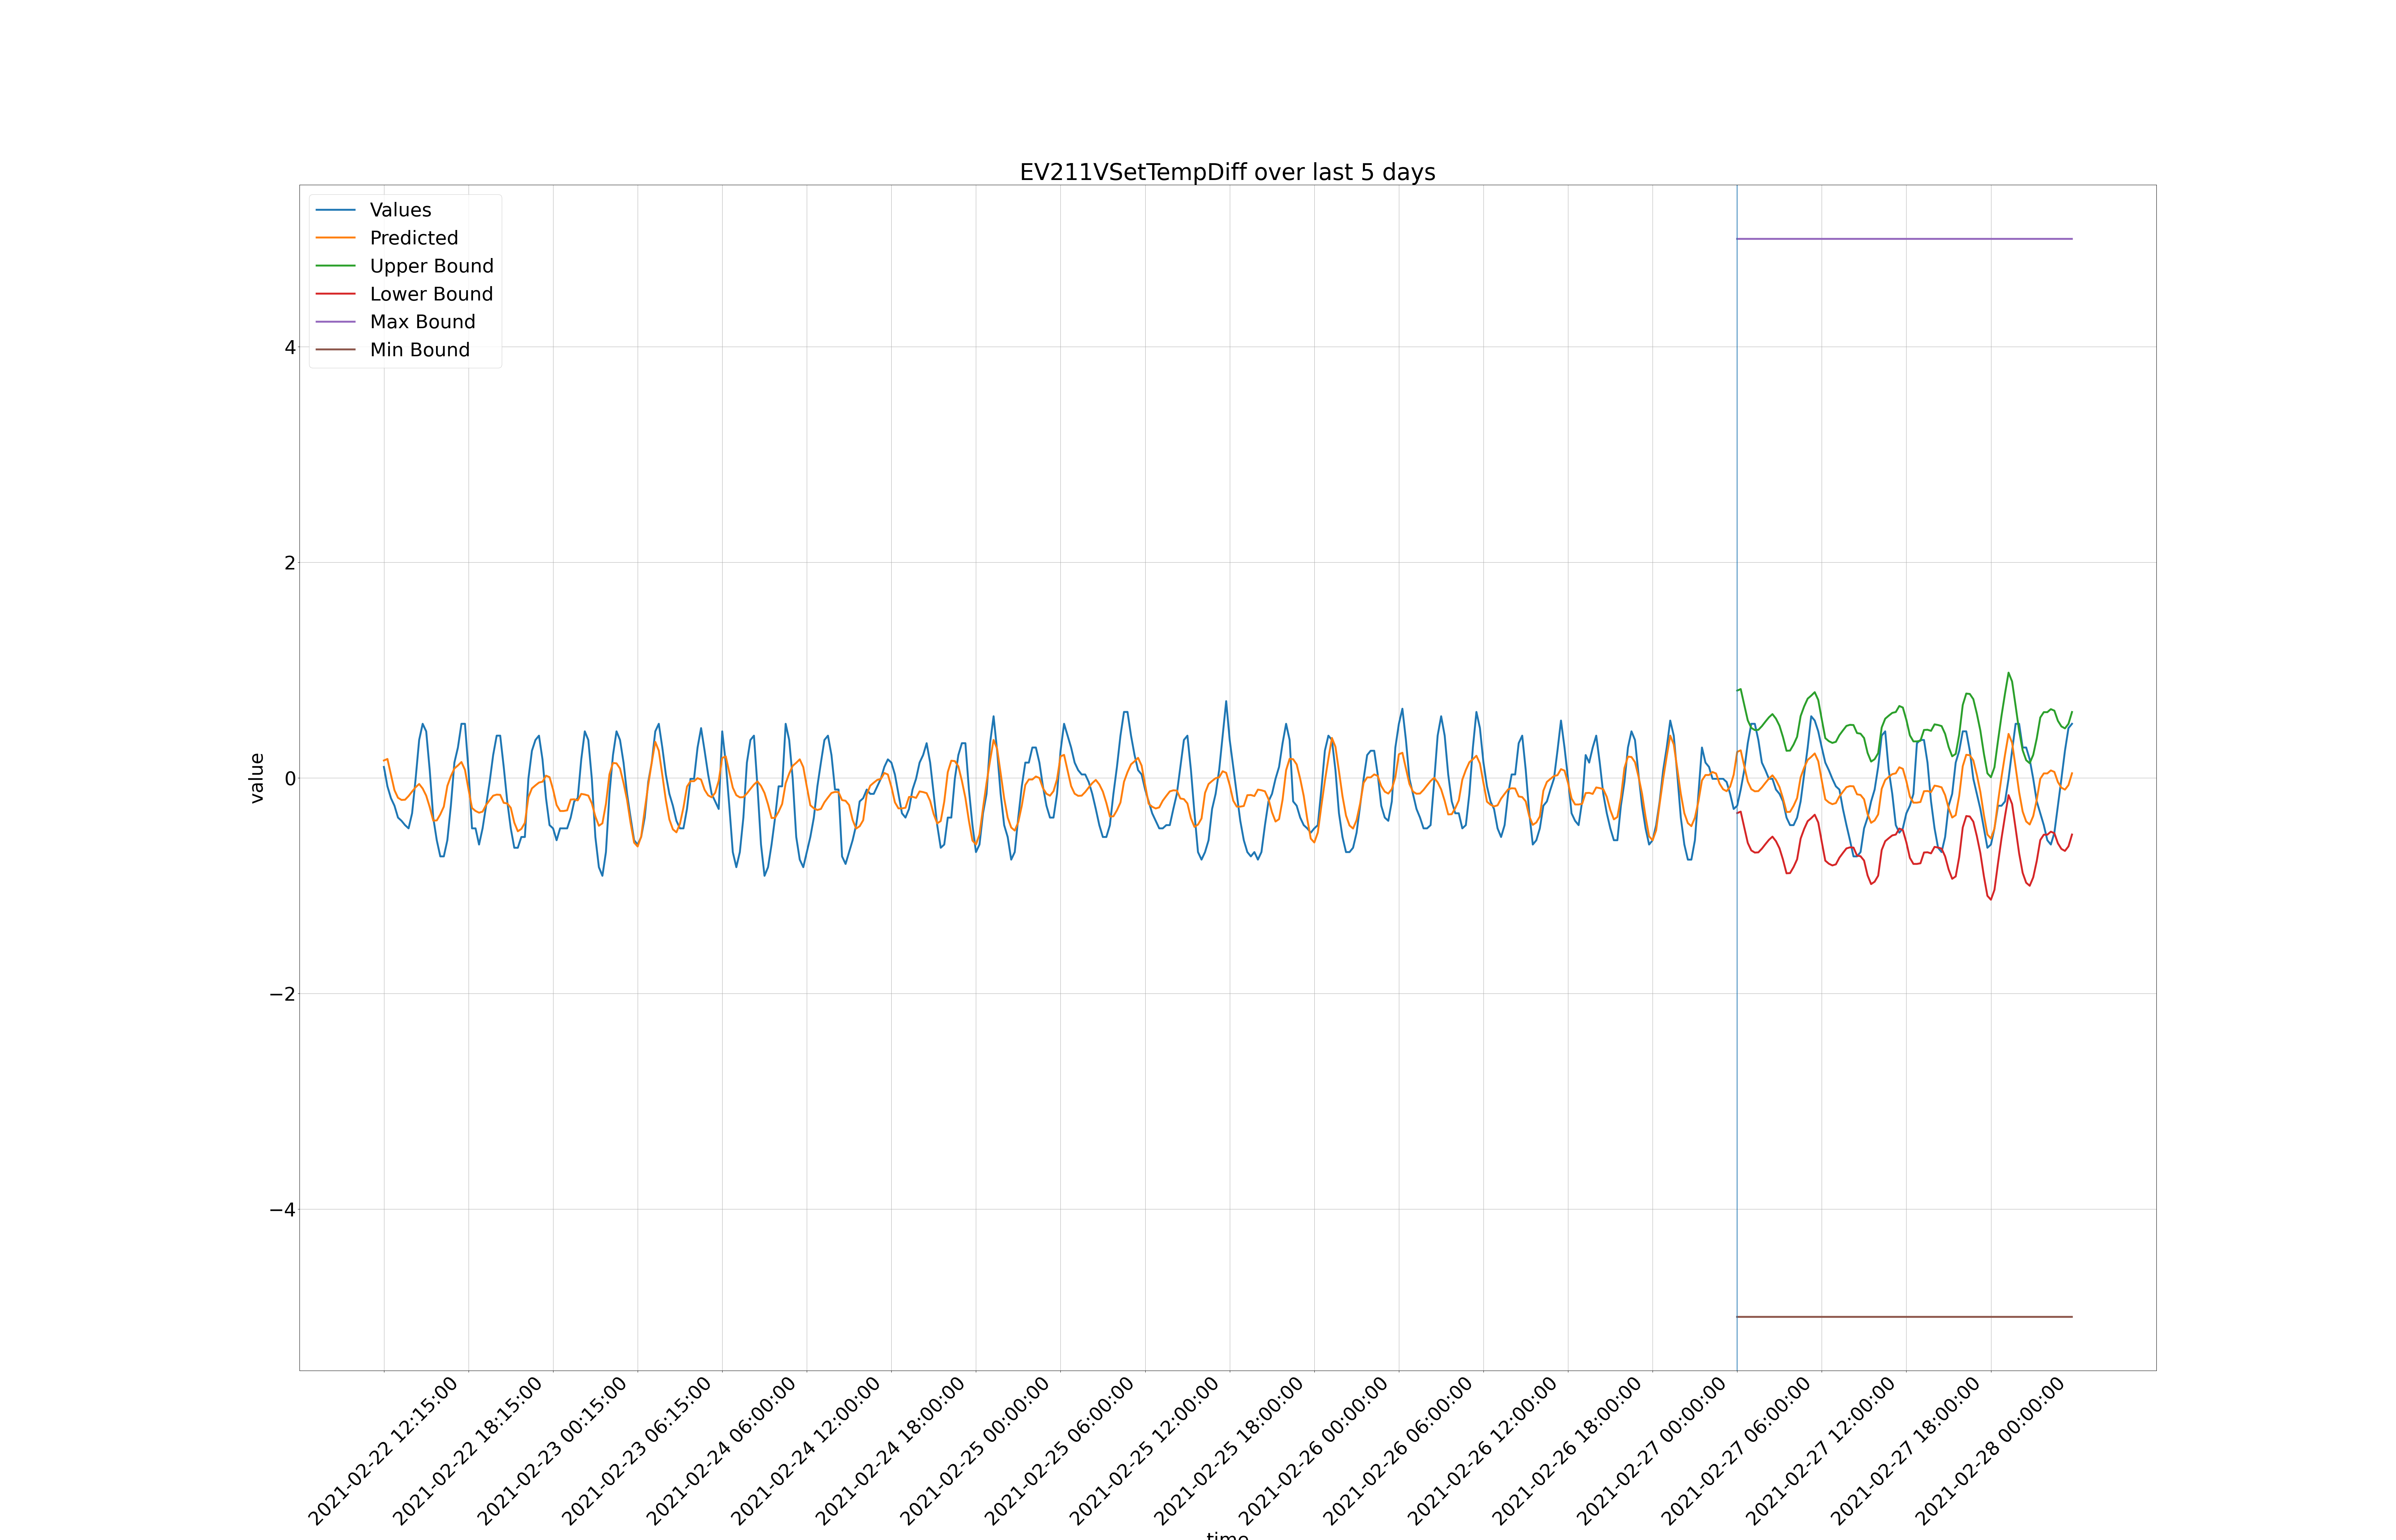 EV211VSetTempDiff over last 5 days
Values
Predicted
Upper Bound
Lower Bound
Max Bound
Min Bound
4
2
0
−2
−4
value
2021-02-22 12:15:00
2021-02-22 18:15:00
2021-02-23 00:15:00
2021-02-23 06:15:00
2021-02-24 06:00:00
2021-02-24 12:00:00
2021-02-24 18:00:00
2021-02-25 00:00:00
2021-02-25 06:00:00
2021-02-25 12:00:00
2021-02-25 18:00:00
2021-02-26 00:00:00
2021-02-26 06:00:00
2021-02-26 12:00:00
2021-02-26 18:00:00
2021-02-27 00:00:00
2021-02-27 06:00:00
2021-02-27 12:00:00
2021-02-27 18:00:00
2021-02-28 00:00:00
time